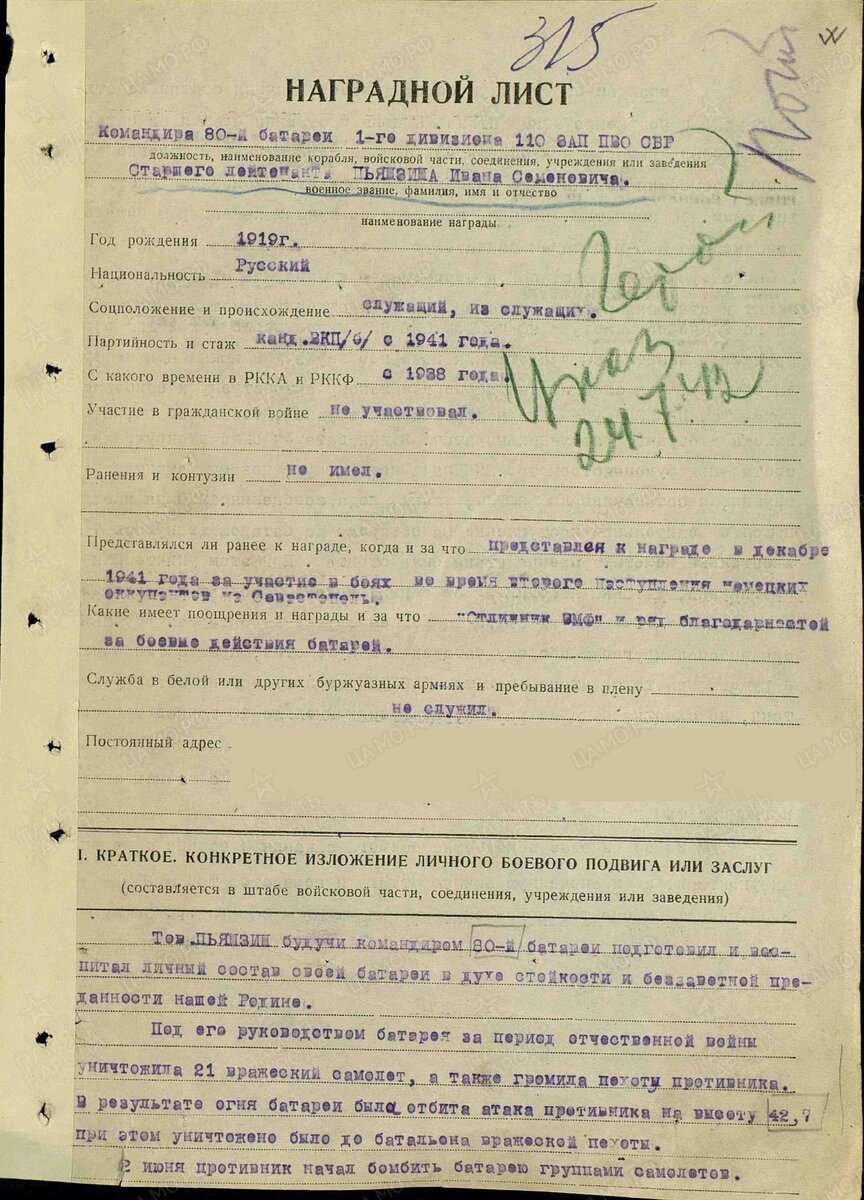 315
НАГРАДНОЙ ЛИСТ
Погиб
Командира 80-й батареи 1-го дивизиона 110 ЗАП ПВО СБР
должность, наименование корабля, войсковой части, соединения, учреждения или заведения
Старшего лейтенанта ПЬЯНЗИНА Ивана Семеновича.
военное звание, фамилия, имя и отчество
наименование награды
Герой
Год рождения 1919г.
Национальность Русский
Соцположение и происхождение служащий, из служащих.
Партийность и стаж канд.ВКП/б/ с 1941 года.
С какого времени в РККА и РККФ с 1938 года.
Указ
24.7.42
Участие в гражданской войне Не участвовал.
Ранения и контузии не имел.
Представлялся ли ранее к награде, когда и за что представлся к награде в декабре
1941 года за участие в боях во время второго наступления немецких
оккупантов на Севастополь.
Какие имеет поощрения и награды и за что "Отличник ВМФ" и ряд благодарностей
за боевые действия батарей.
Служба в белой или других буржуазных армиях и пребывание в плену
не служил.
Постоянный адрес
I. КРАТКОЕ. КОНКРЕТНОЕ ИЗЛОЖЕНИЕ ЛИЧНОГО БОЕВОГО ПОДВИГА ИЛИ ЗАСЛУГ
(составляется в штабе войсковой части, соединения, учреждения или заведения)
Тов.ПЬЯНЗИН будучи командиром 80-й батареи подготовил и вос-
питал личный состав своей батареи в духе стойкости и беззаветной пре-
данности нашей Родине.
Под его руководством батарея за период отчественной войны
уничтожила 21 вражеский самолет, а также громила пехоту противника.
В результате огня батареи была отбита атака противника на высоту 42,7
при этом уничтожено было до батальона вражеской пехоты.
2 июня противник начал бомбить батарею группами самолетов.